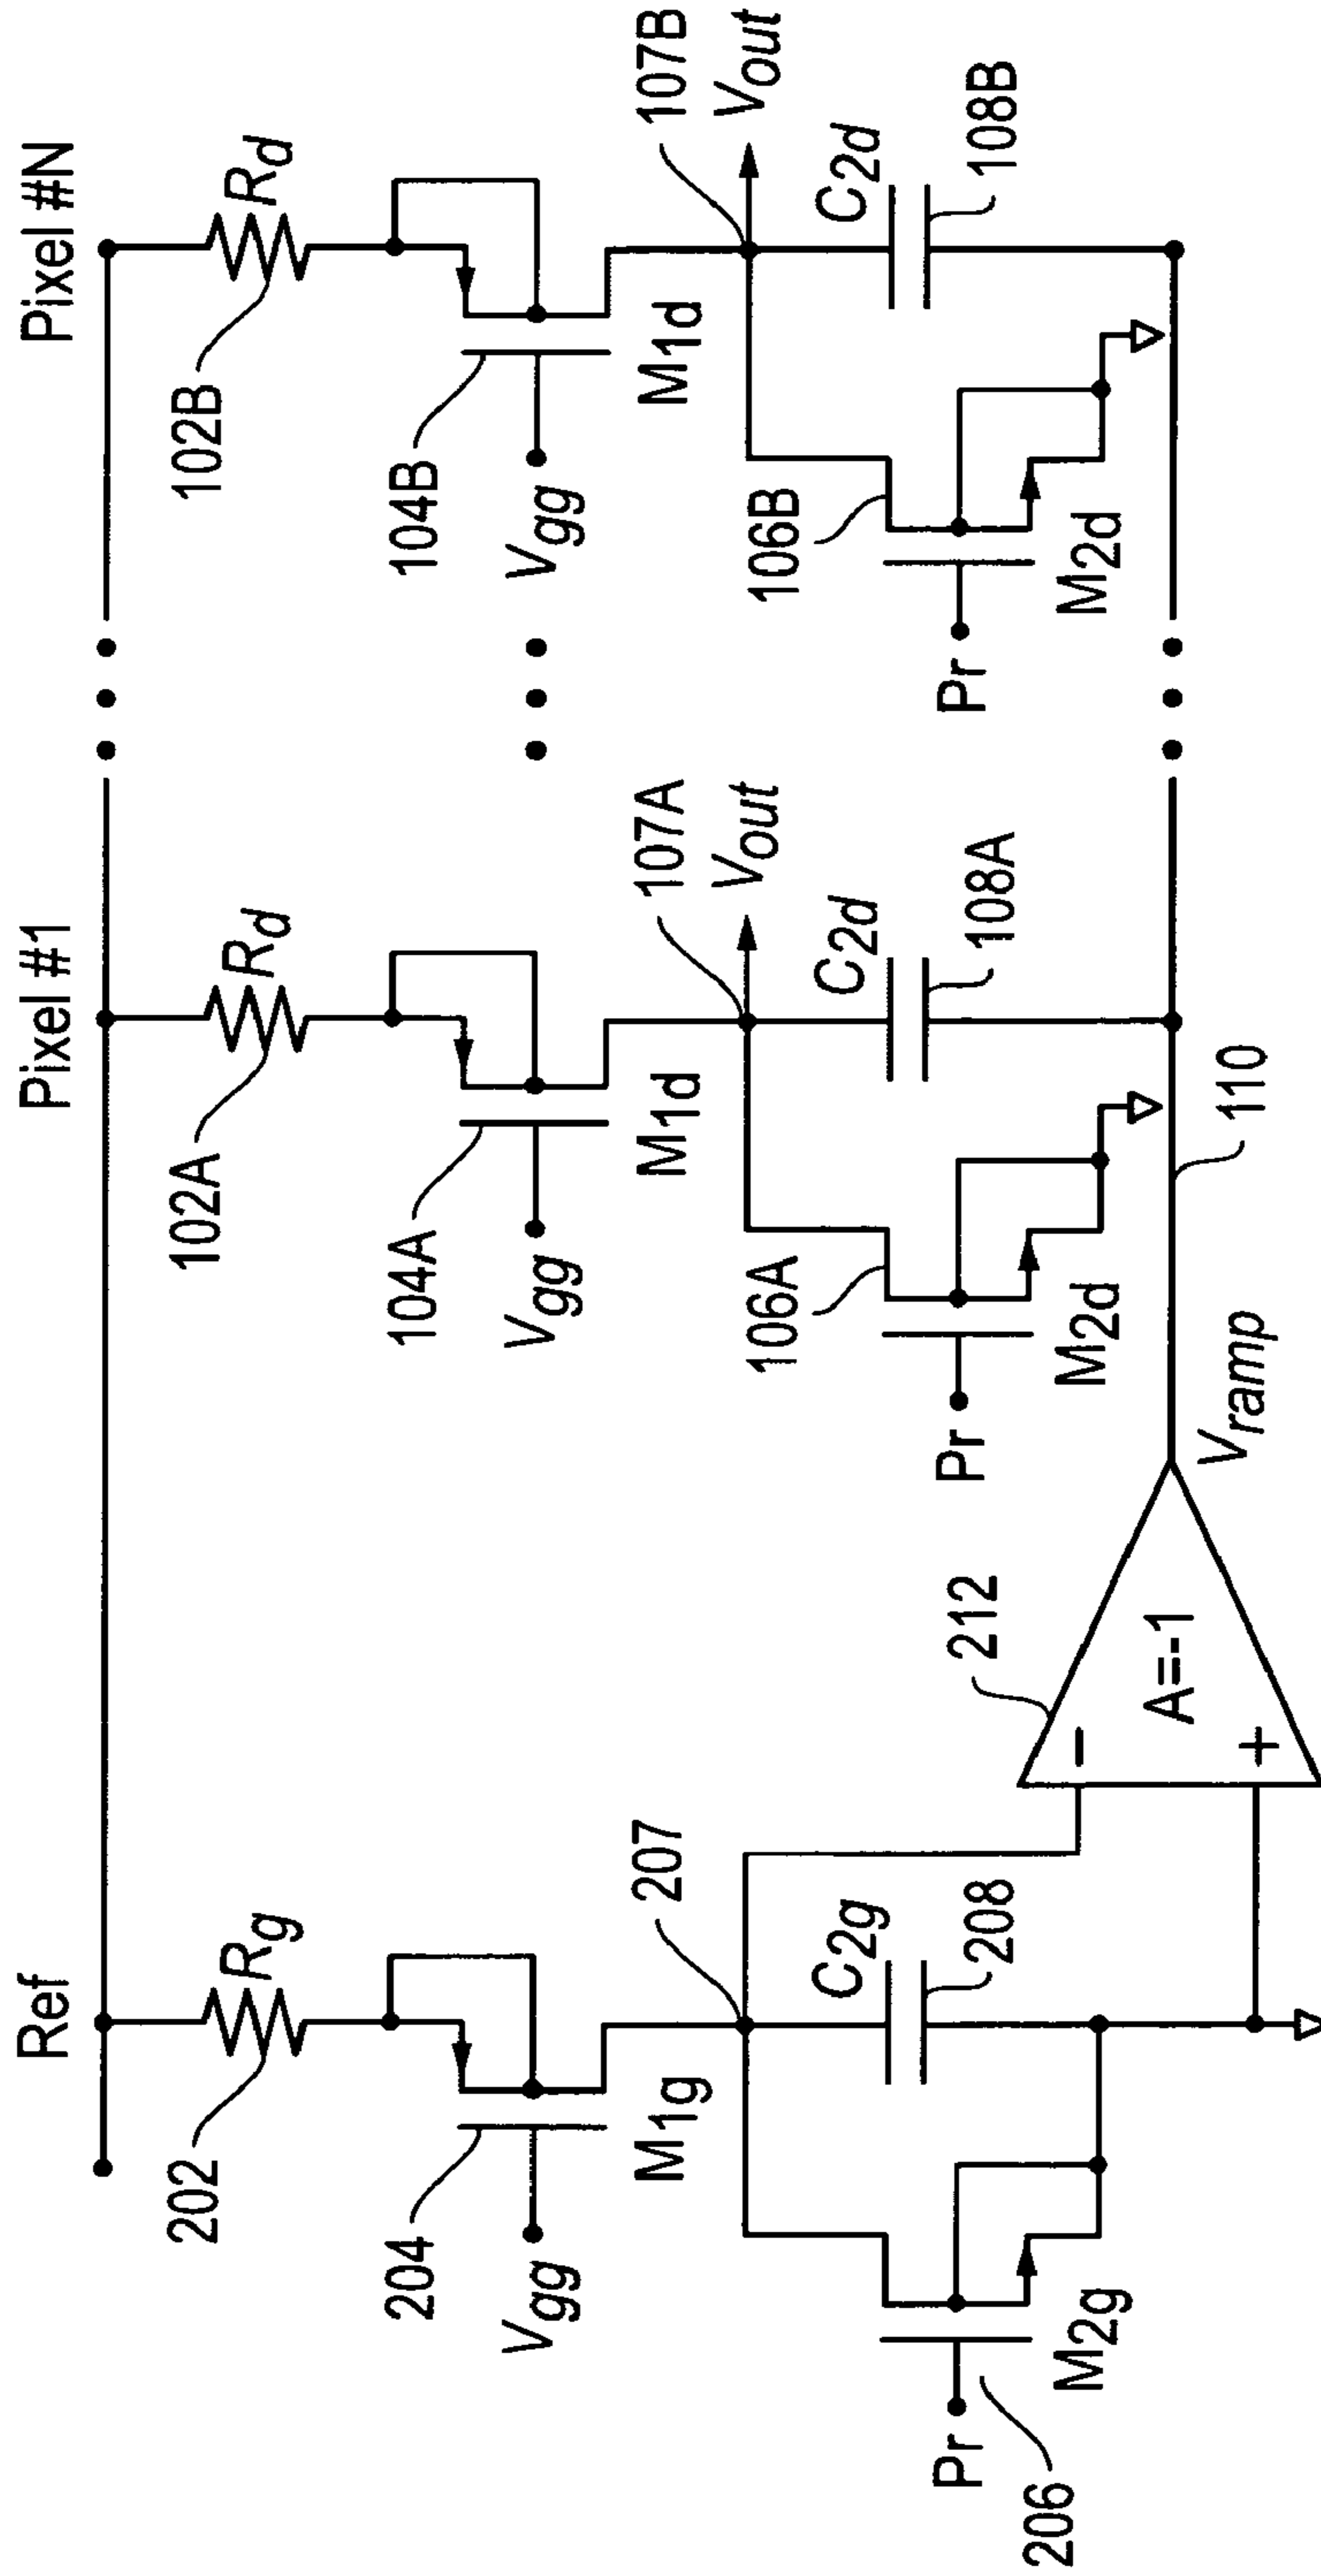 Ref
Pixel #1
Pixel #N
202
Rg
102A
Rd
102B
Rd
204
Vgg
M1g
104A
Vgg
M1d
104B
Vgg
M1d
207
107A
Vout
107B
Vout
206
Pr
M2g
C2g
208
106A
Pr
M2d
C2d
108A
106B
Pr
M2d
C2d
108B
212
-
+
A=-1
Vramp
110